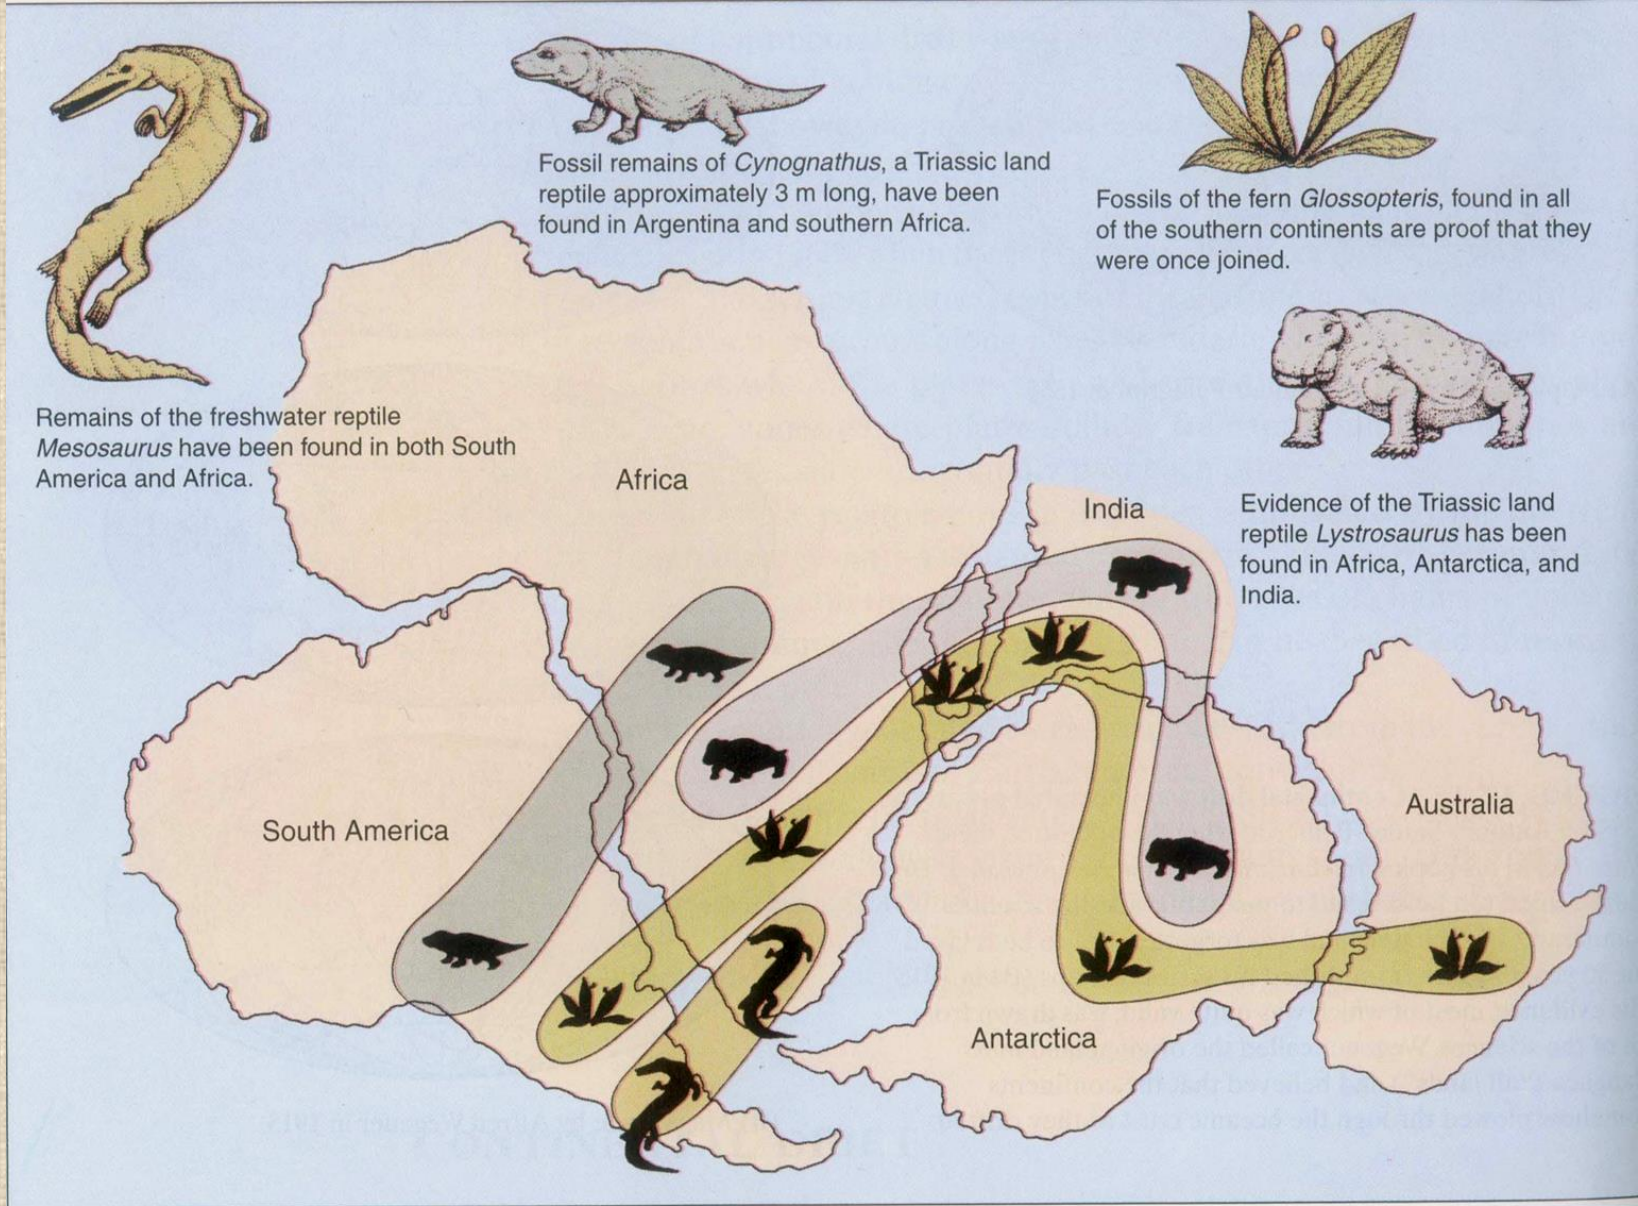 Fossil remains of Cynognathus, a Triassic land
reptile approximately 3 m long, have been
found in Argentina and southern Africa.
Fossils of the fern Glossopteris, found in all
of the southern continents are proof that they
were once joined.
Remains of the freshwater reptile
Mesosaurus have been found in both South
America and Africa.
Africa
India
Evidence of the Triassic land
reptile Lystrosaurus has been
found in Africa, Antarctica, and
India.
South America
Australia
Antarctica